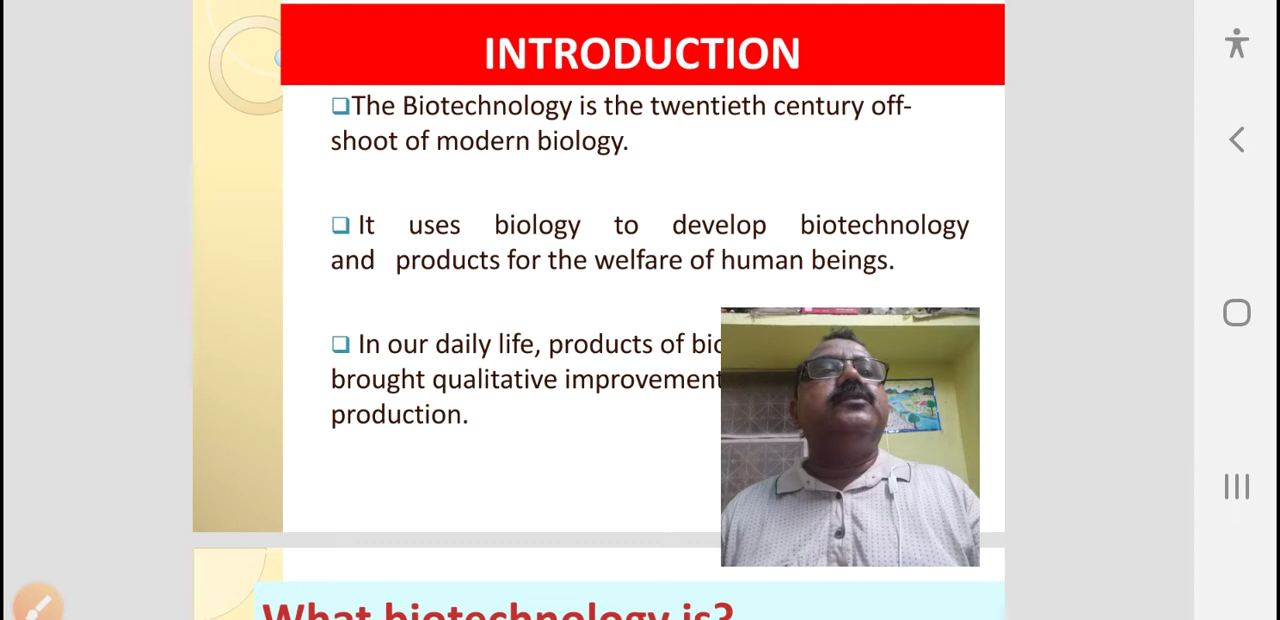 INTRODUCTION
❑The Biotechnology is the twentieth century off-
shoot of modern biology.
❑ It uses biology to develop biotechnology
and products for the welfare of human beings.
❑ In our daily life, products of
brought qualitative improvement
production.
What biotechnology is?